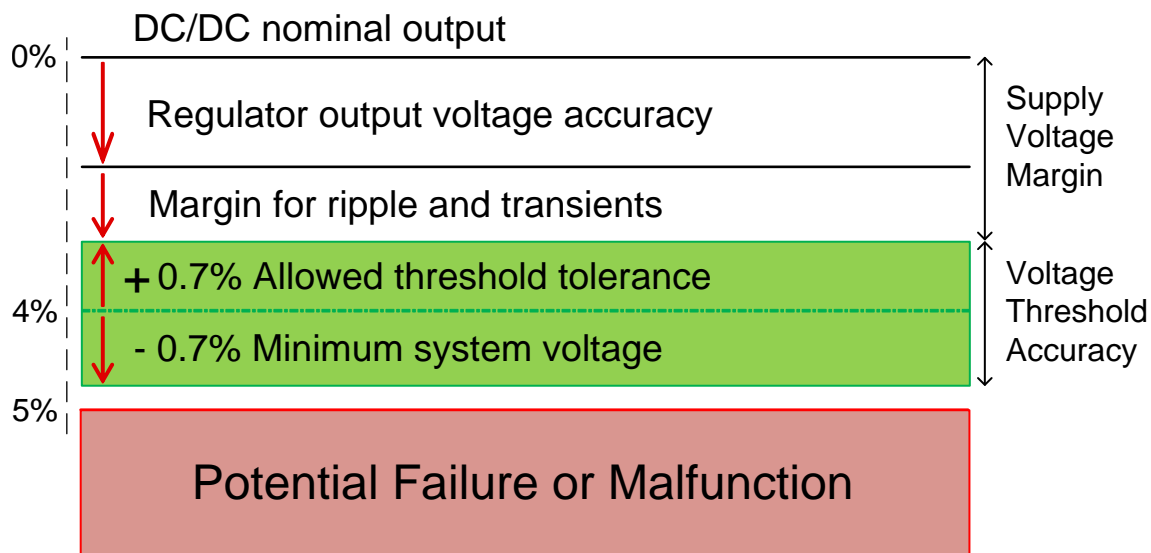 DC/DC nominal output
0%
Regulator output voltage accuracy
Supply
Voltage
Margin
Margin for ripple and transients
+ 0.7% Allowed threshold tolerance
4%
- 0.7% Minimum system voltage
Voltage
Threshold
Accuracy
5%
Potential Failure or Malfunction